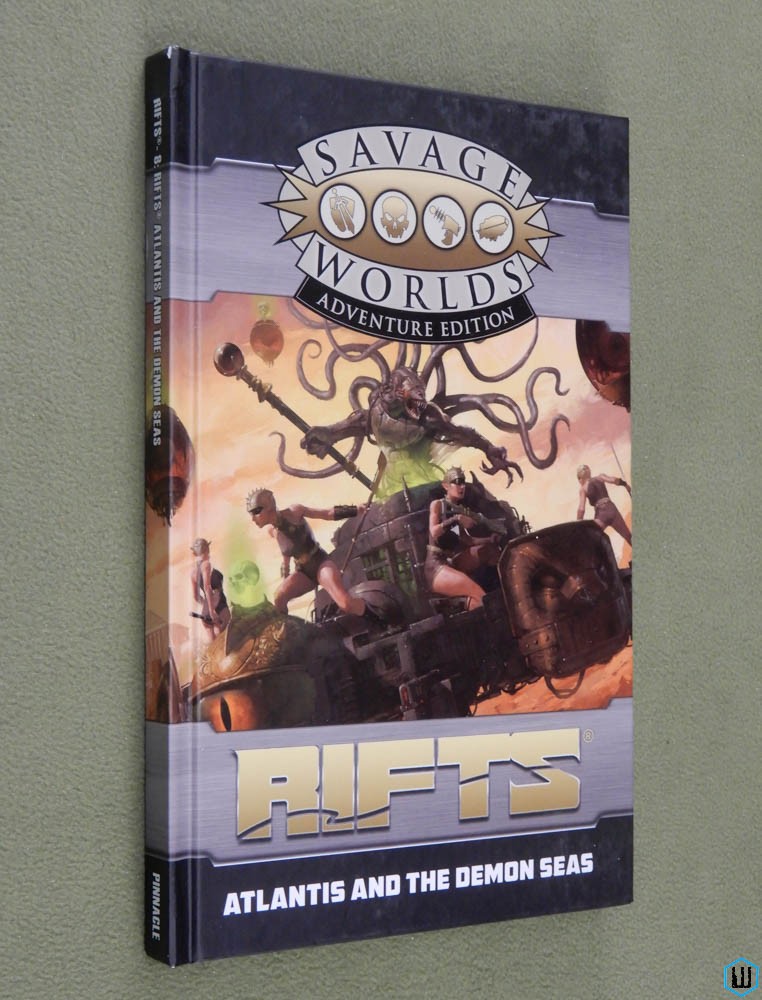 SAVAGE
WORLDS
ADVENTURE EDITION
RIFTS®
ATLANTIS AND THE DEMON SEAS
RIFTS® · 8: RIFTS® ATLANTIS AND THE DEMON SEAS
PINNACLE
W